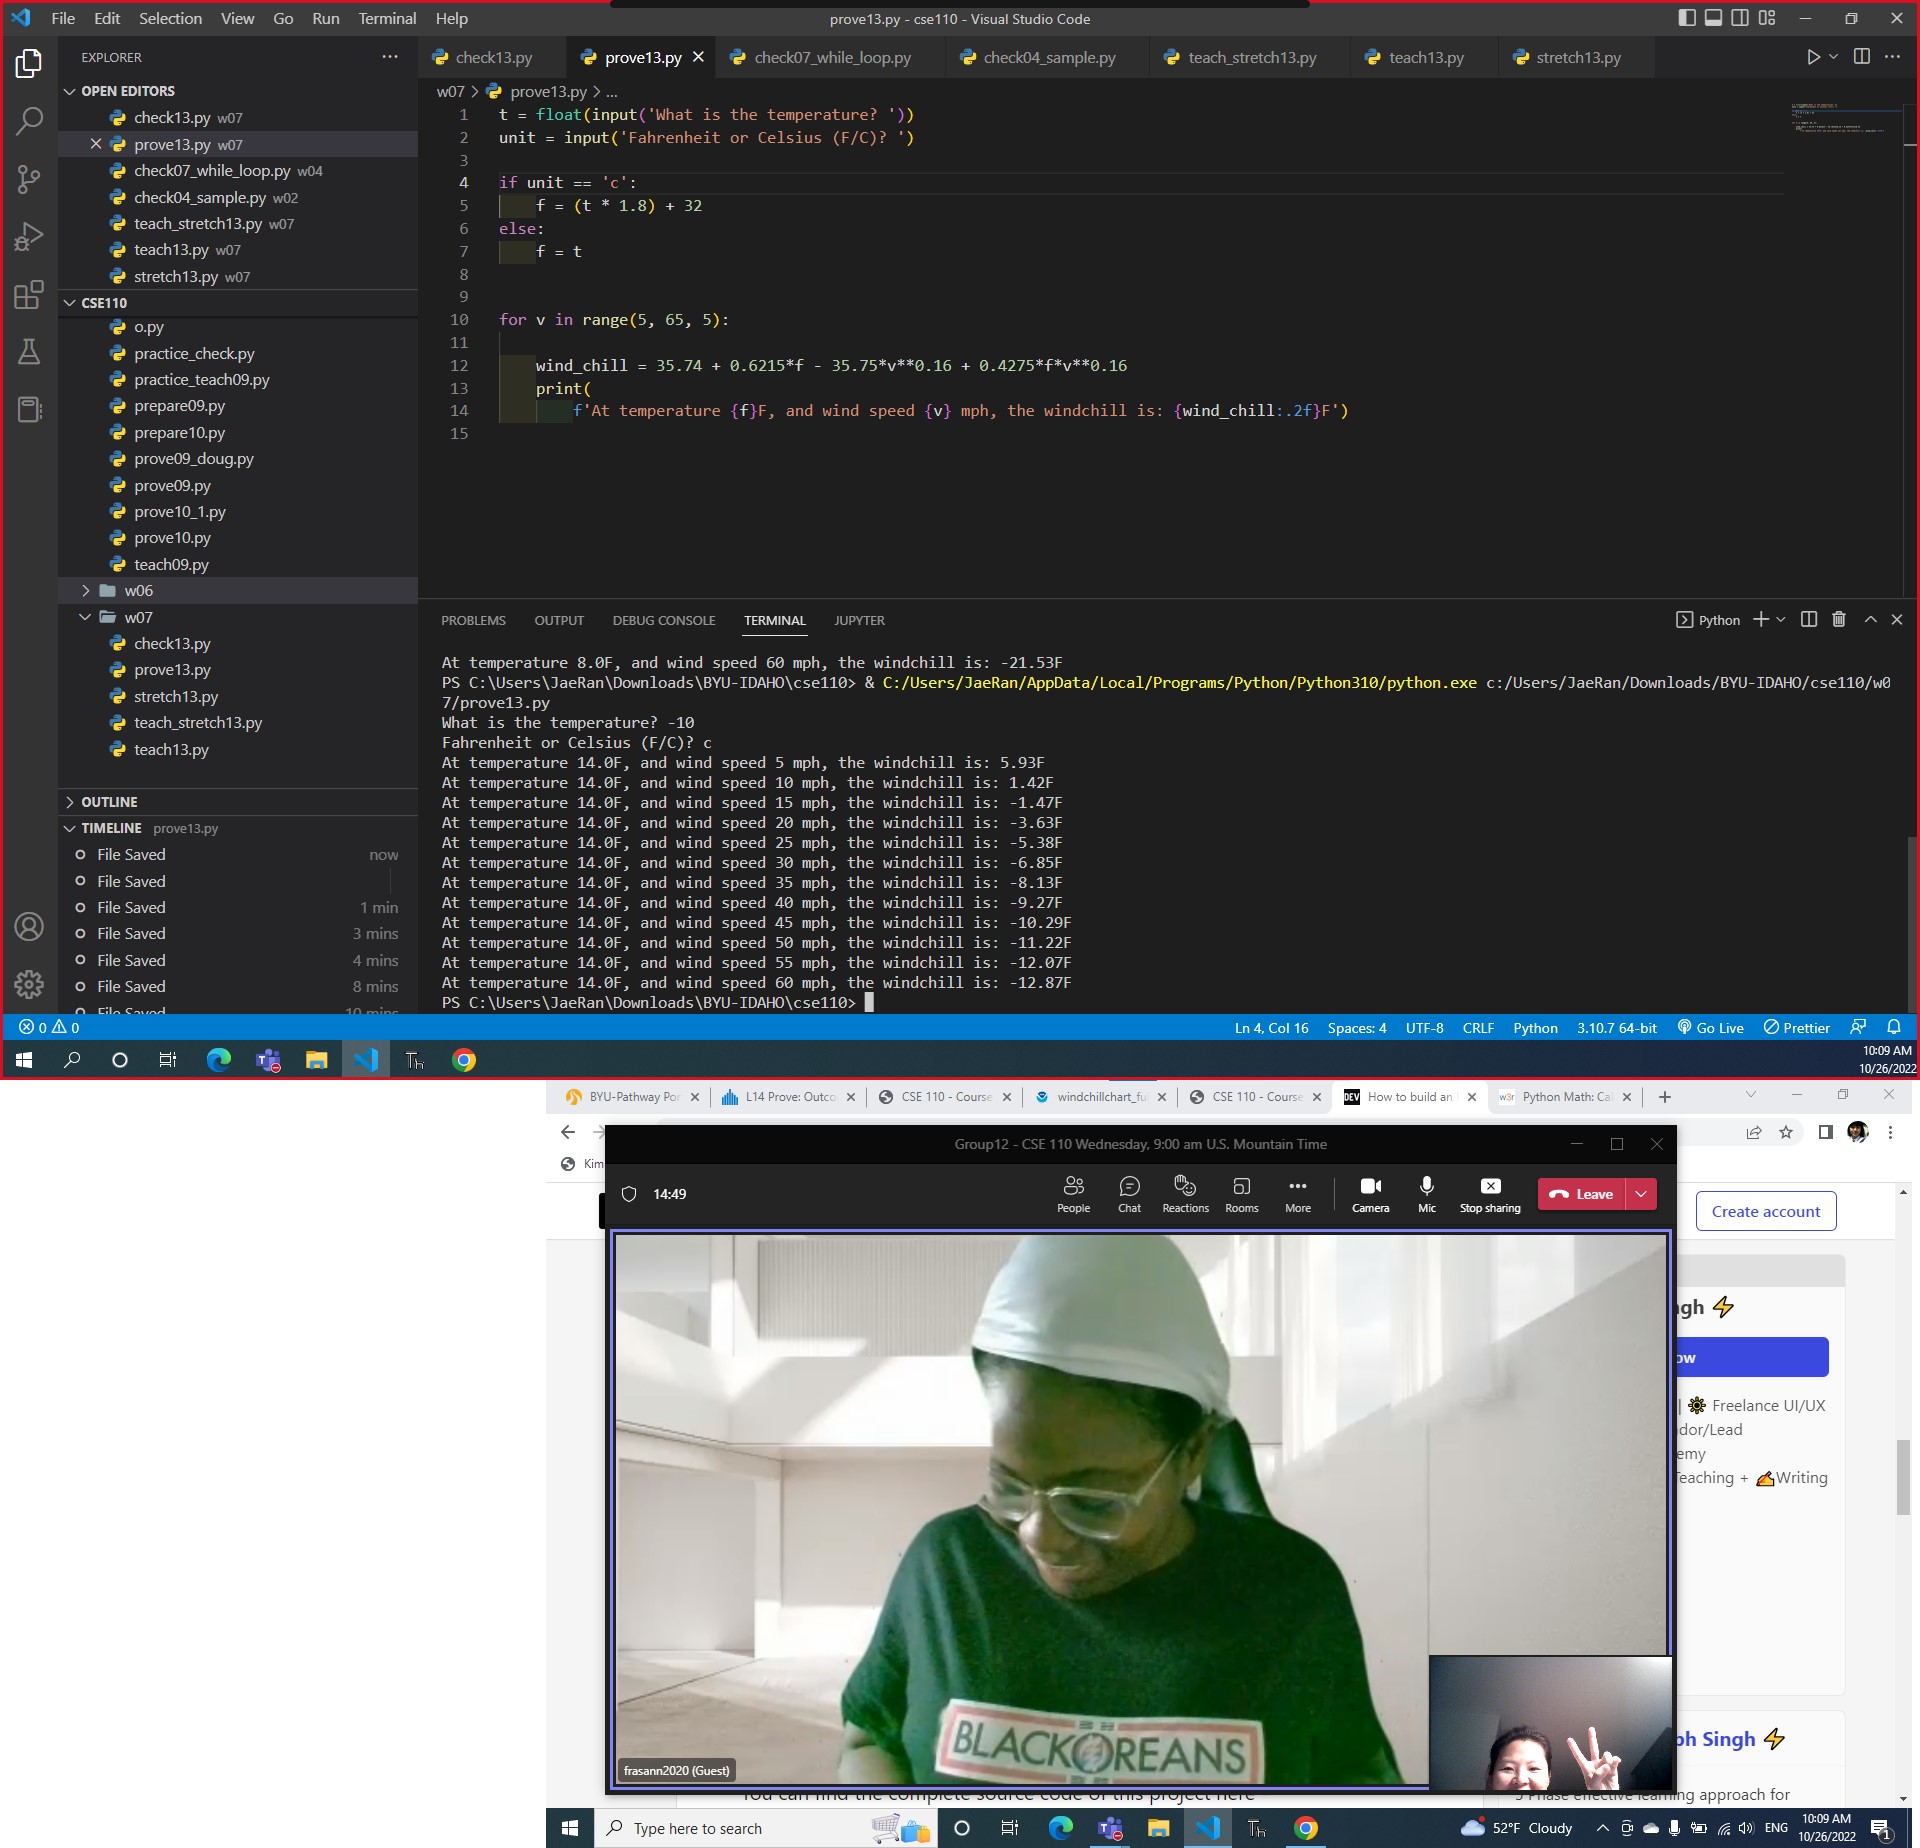 File Edit Selection View Go Run Terminal Help
prove13.py - cse110 - Visual Studio Code
EXPLORER
check13.py prove13.py check07_while_loop.py check04_sample.py teach_stretch13.py teach13.py stretch13.py
OPEN EDITORS
check13.py w07
prove13.py w07
check07_while_loop.py w04
check04_sample.py w02
teach_stretch13.py w07
teach13.py w07
stretch13.py w07
CSE110
o.py
practice_check.py
practice_teach09.py
prepare09.py
prepare10.py
prove09_doug.py
prove09.py
prove10_1.py
prove10.py
teach09.py
w06
w07
check13.py
prove13.py
stretch13.py
teach_stretch13.py
teach13.py
OUTLINE
TIMELINE prove13.py
File Saved now
File Saved
File Saved 1 min
File Saved 3 mins
File Saved 4 mins
File Saved 8 mins
File Saved 10 mins
w07 > prove13.py > ...
1 t = float(input('What is the temperature? '))
2 unit = input('Fahrenheit or Celsius (F/C)? ')
3
4 if unit == 'c':
5 f = (t * 1.8) + 32
6 else:
7 f = t
8
9
10 for v in range(5, 65, 5):
11
12 wind_chill = 35.74 + 0.6215*f - 35.75*v**0.16 + 0.4275*f*v**0.16
13 print(
14 f'At temperature {f}F, and wind speed {v} mph, the windchill is: {wind_chill:.2f}F')
15
PROBLEMS OUTPUT DEBUG CONSOLE TERMINAL JUPYTER
Python
At temperature 8.0F, and wind speed 60 mph, the windchill is: -21.53F
PS C:\Users\JaeRan\Downloads\BYU-IDAHO\cse110> & C:/Users/JaeRan/AppData/Local/Programs/Python/Python310/python.exe c:/Users/JaeRan/Downloads/BYU-IDAHO/cse110/w0
7/prove13.py
What is the temperature? -10
Fahrenheit or Celsius (F/C)? c
At temperature 14.0F, and wind speed 5 mph, the windchill is: 5.93F
At temperature 14.0F, and wind speed 10 mph, the windchill is: 1.42F
At temperature 14.0F, and wind speed 15 mph, the windchill is: -1.47F
At temperature 14.0F, and wind speed 20 mph, the windchill is: -3.63F
At temperature 14.0F, and wind speed 25 mph, the windchill is: -5.38F
At temperature 14.0F, and wind speed 30 mph, the windchill is: -6.85F
At temperature 14.0F, and wind speed 35 mph, the windchill is: -8.13F
At temperature 14.0F, and wind speed 40 mph, the windchill is: -9.27F
At temperature 14.0F, and wind speed 45 mph, the windchill is: -10.29F
At temperature 14.0F, and wind speed 50 mph, the windchill is: -11.22F
At temperature 14.0F, and wind speed 55 mph, the windchill is: -12.07F
At temperature 14.0F, and wind speed 60 mph, the windchill is: -12.87F
PS C:\Users\JaeRan\Downloads\BYU-IDAHO\cse110>
0 0
Ln 4, Col 16 Spaces: 4 UTF-8 CRLF Python 3.10.7 64-bit Go Live Prettier
10:09 AM
10/26/2022
BYU-Pathway Por L14 Prove: Outco CSE 110 - Course windchillchart_ful CSE 110 - Course DEV How to build an w3r Python Math: Cal
Kim
Group12 - CSE 110 Wednesday, 9:00 am U.S. Mountain Time
14:49
People Chat Reactions Rooms More Camera Mic Stop sharing Leave
Create account
ngh
ow
Freelance UI/UX
dor/Lead
emy
Teaching + Writing
BLACKOREANS
frasann2020 (Guest)
bh Singh
You can find the complete source code of this project here
5 Phase effective learning approach for
Type here to search
52°F Cloudy
ENG
10:09 AM
10/26/2022
1